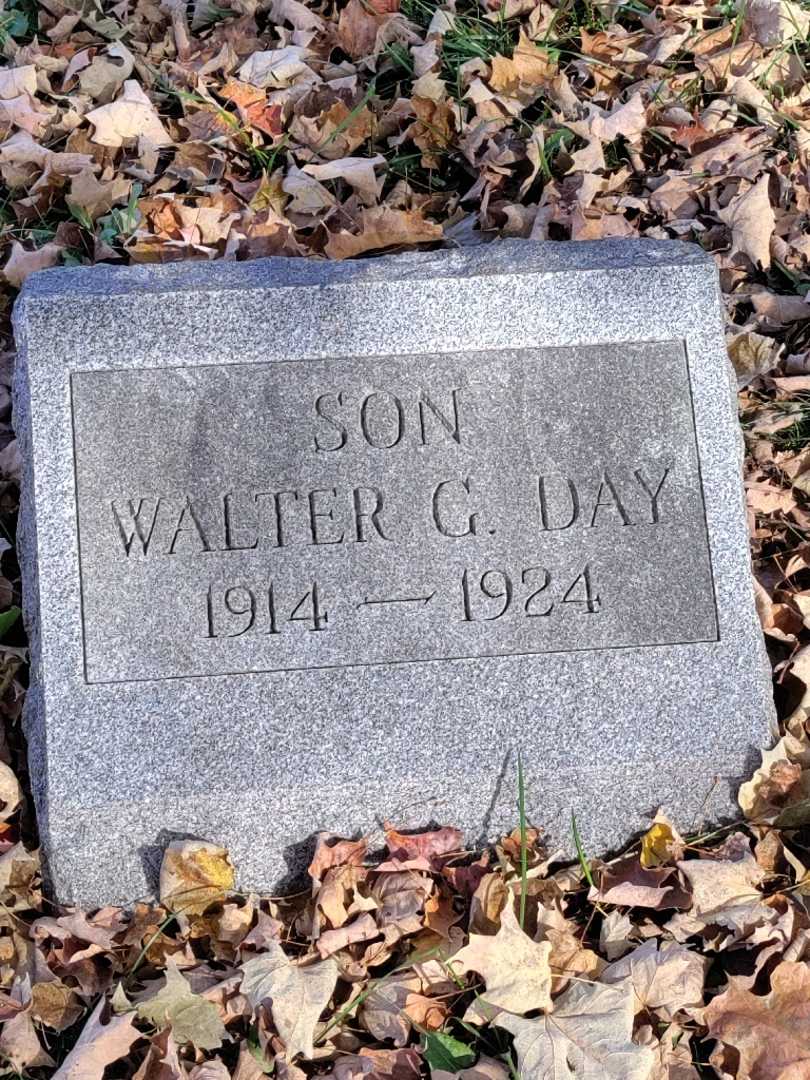 SON
WALTER G. DAY
1914 — 1924